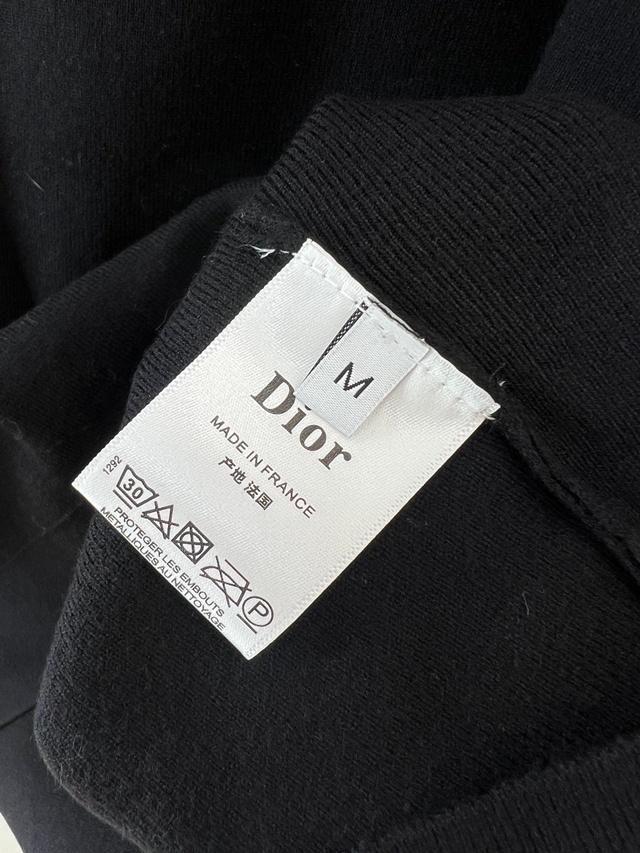 M
Dior
MADE IN FRANCE
产地 法国
1292
30 P
PROTEGER LES EMBOUTS
METALLIQUES AU NETTOYAGE